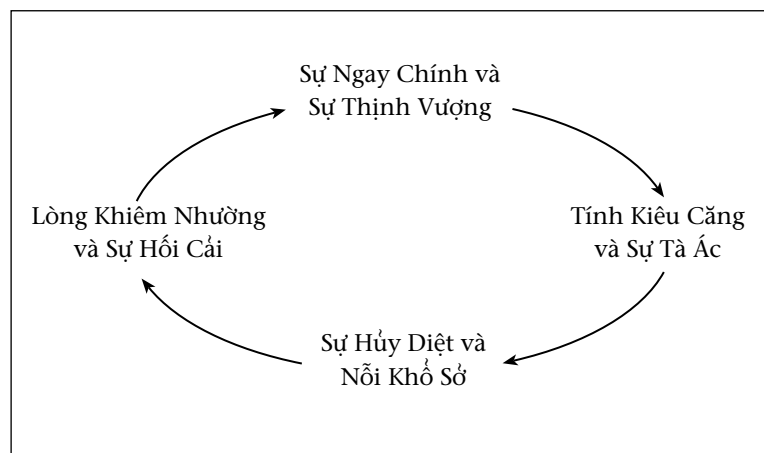 Sự Ngay Chính và
Sự Thịnh Vượng
Lòng Khiêm Nhường
và Sự Hối Cải
Tính Kiêu Căng
và Sự Tà Ác
Sự Hủy Diệt và
Nỗi Khổ Sở